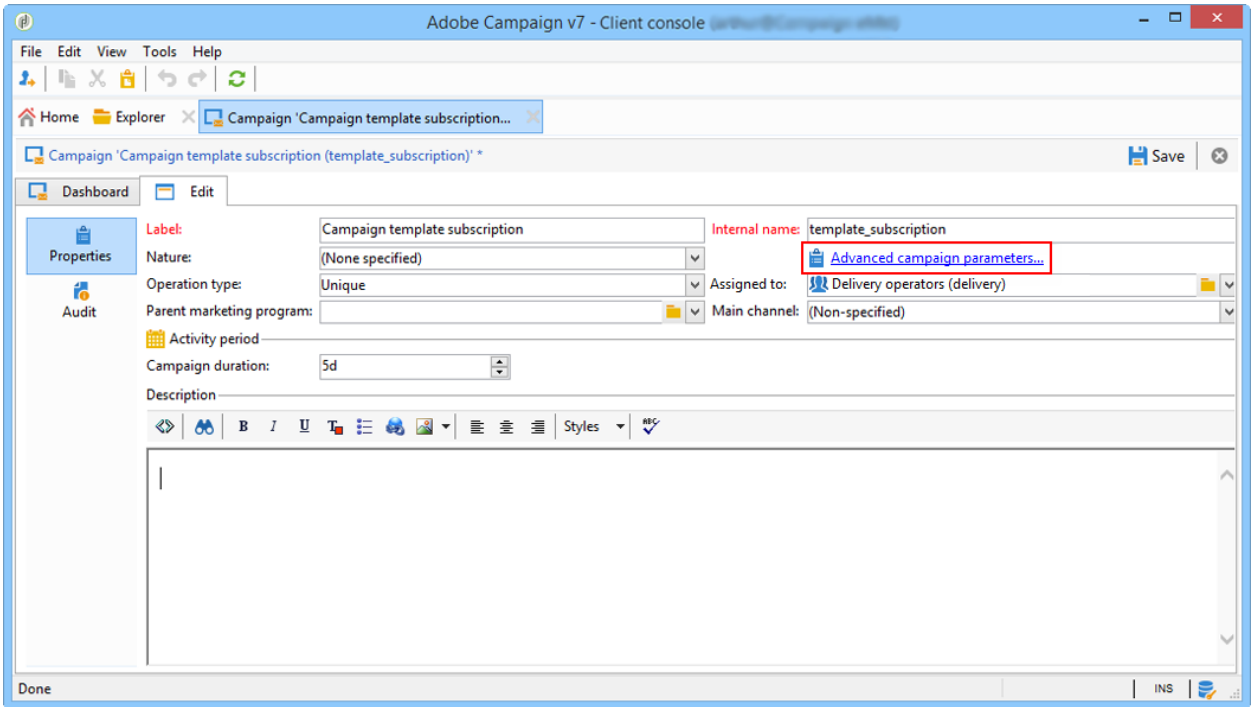 Adobe Campaign v7 - Client console
File Edit View Tools Help
Home Explorer Campaign 'Campaign template subscription...
Campaign 'Campaign template subscription (template_subscription)' * Save
Dashboard Edit
Properties
Audit
Label: Campaign template subscription Internal name: template_subscription
Nature: (None specified) Advanced campaign parameters...
Operation type: Unique Assigned to: Delivery operators (delivery)
Parent marketing program: Main channel: (Non-specified)
Activity period
Campaign duration: 5d
Description
B I U T Styles ABC
Done INS